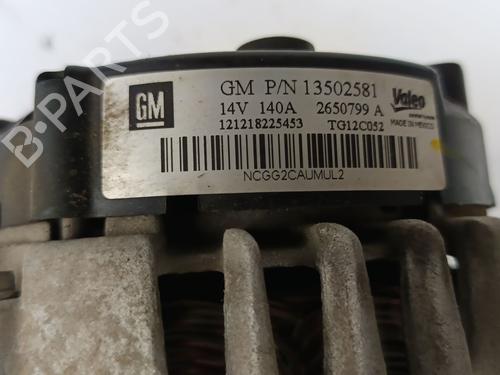 B-PARTS
GM
GM P/N 13502581
14V 140A 2650799 A
121218225453 TG12C052
Valeo
MADE IN MEXICO
NCGG2CAUMUL2